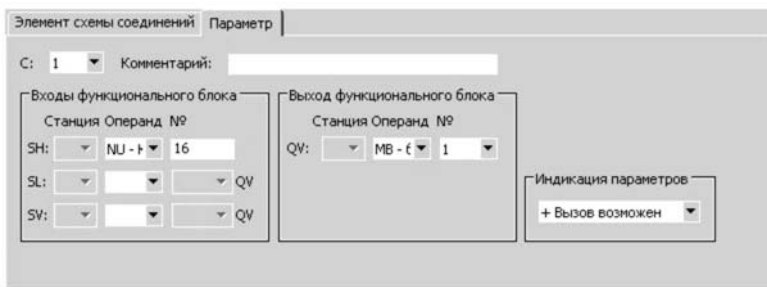 Элемент схемы соединений Параметр
С: 1 Комментарий:
Входы функционального блока Выход функционального блока
Станция Операнд № Станция Операнд №
SH: NU - 16 QV: MB - 1
SL: QV
SV: QV
Индикация параметров
+ Вызов возможен